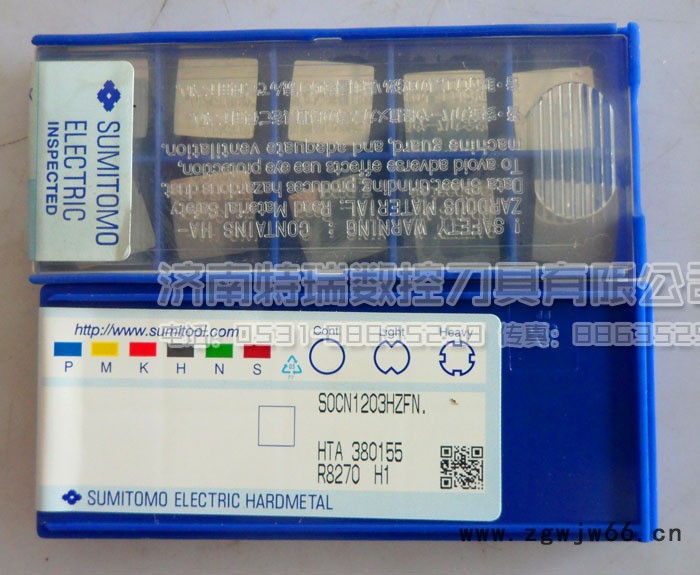 SUMITOMO
ELECTRIC
INSPECTED
! SAFETY WARNING : CONTAINS HA-
ZARDOUS MATERIAL. Read Material Safety
Data Sheet.Grinding produces hazardous dust.
To avoid adverse effects use eye protection,
machine guard, and adequate ventilation.
济南特瑞数控刀具有限公司
http://www.sumitool.com
Cont. Light Heavy
P M K H N S
SOCN1203HZFN.
HTA 380155
R8270 H1
SUMITOMO ELECTRIC HARDMETAL
www.zgwjw66.cn